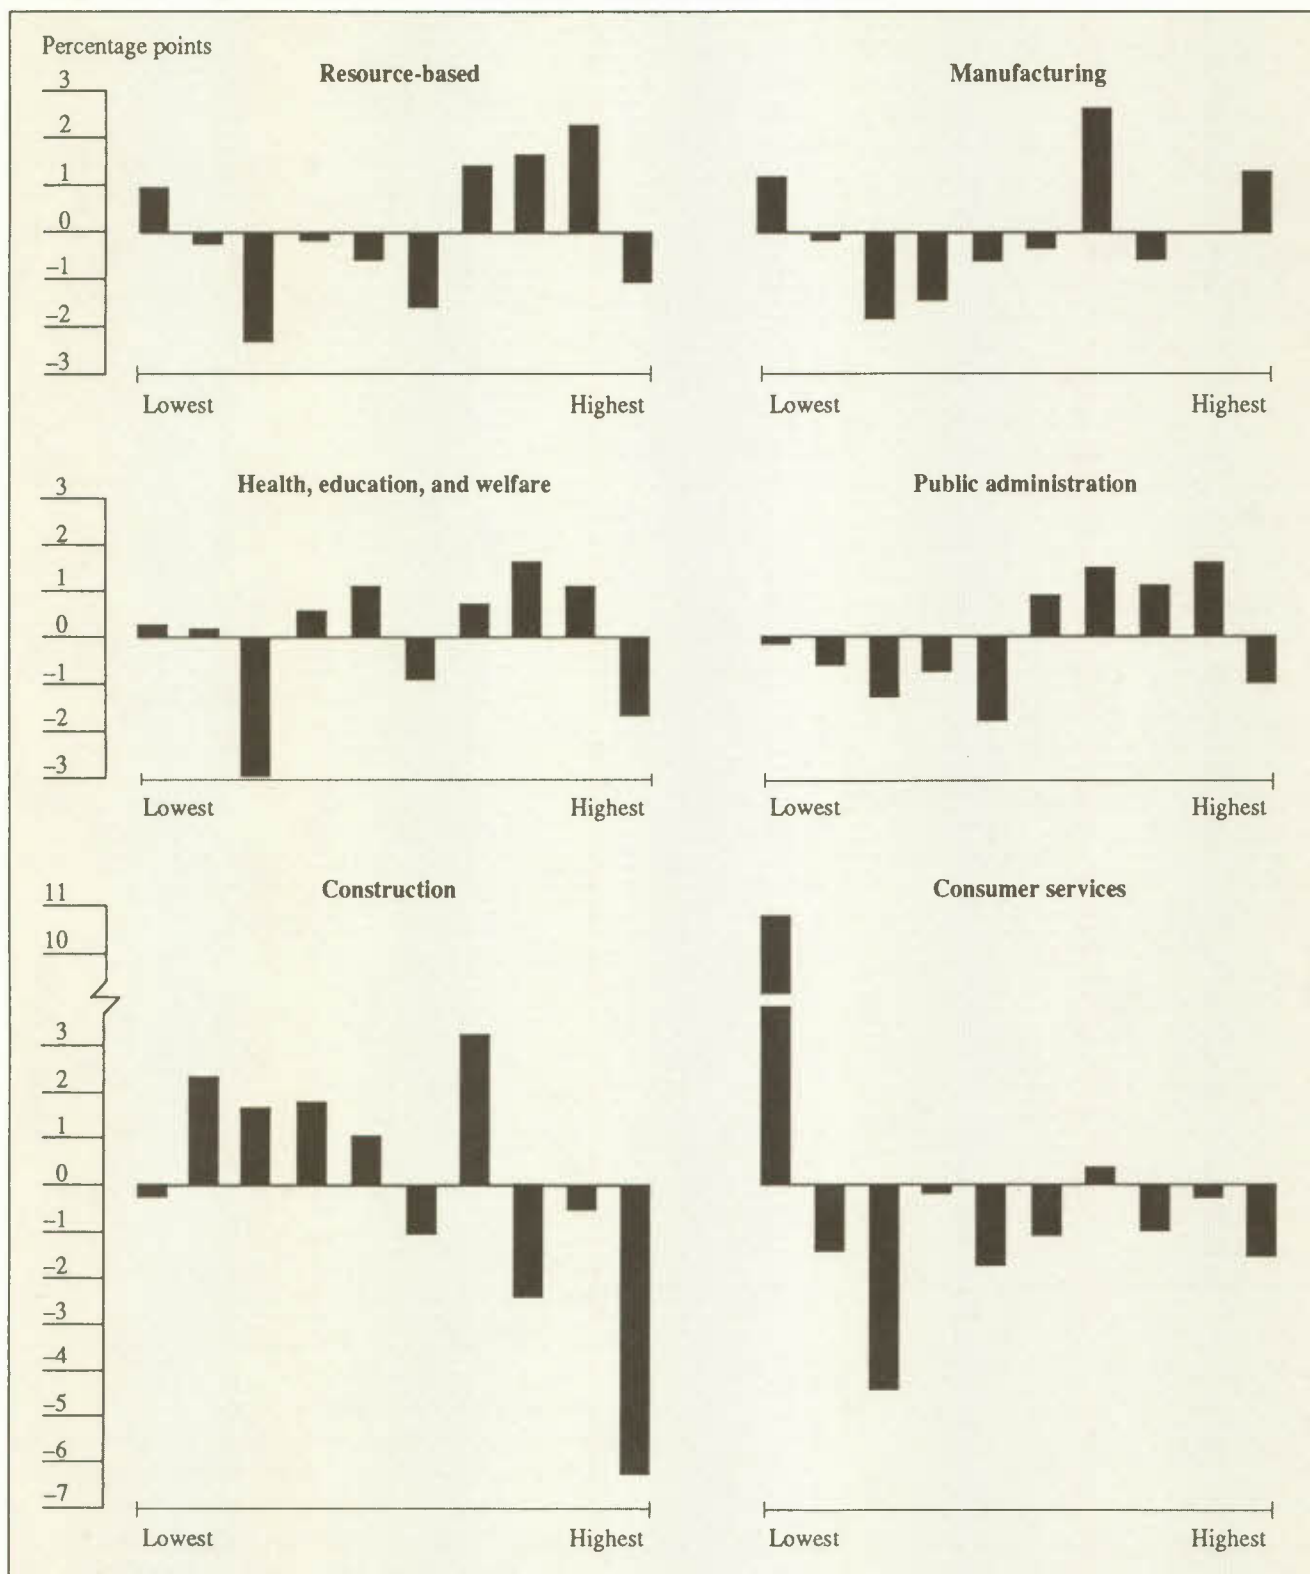 Percentage points
Resource-based
Manufacturing
3
2
1
0
–1
–2
–3
Lowest
Highest
Lowest
Highest
Health, education, and welfare
Public administration
3
2
1
0
–1
–2
–3
Lowest
Highest
Lowest
Highest
Construction
Consumer services
11
10
3
2
1
0
–1
–2
–3
–4
–5
–6
–7
Lowest
Highest
Lowest
Highest